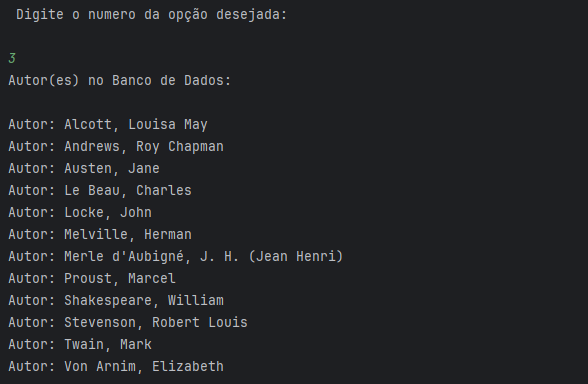 Digite o numero da opção desejada:
3
Autor(es) no Banco de Dados:
Autor: Alcott, Louisa May
Autor: Andrews, Roy Chapman
Autor: Austen, Jane
Autor: Le Beau, Charles
Autor: Locke, John
Autor: Melville, Herman
Autor: Merle d'Aubigné, J. H. (Jean Henri)
Autor: Proust, Marcel
Autor: Shakespeare, William
Autor: Stevenson, Robert Louis
Autor: Twain, Mark
Autor: Von Arnim, Elizabeth